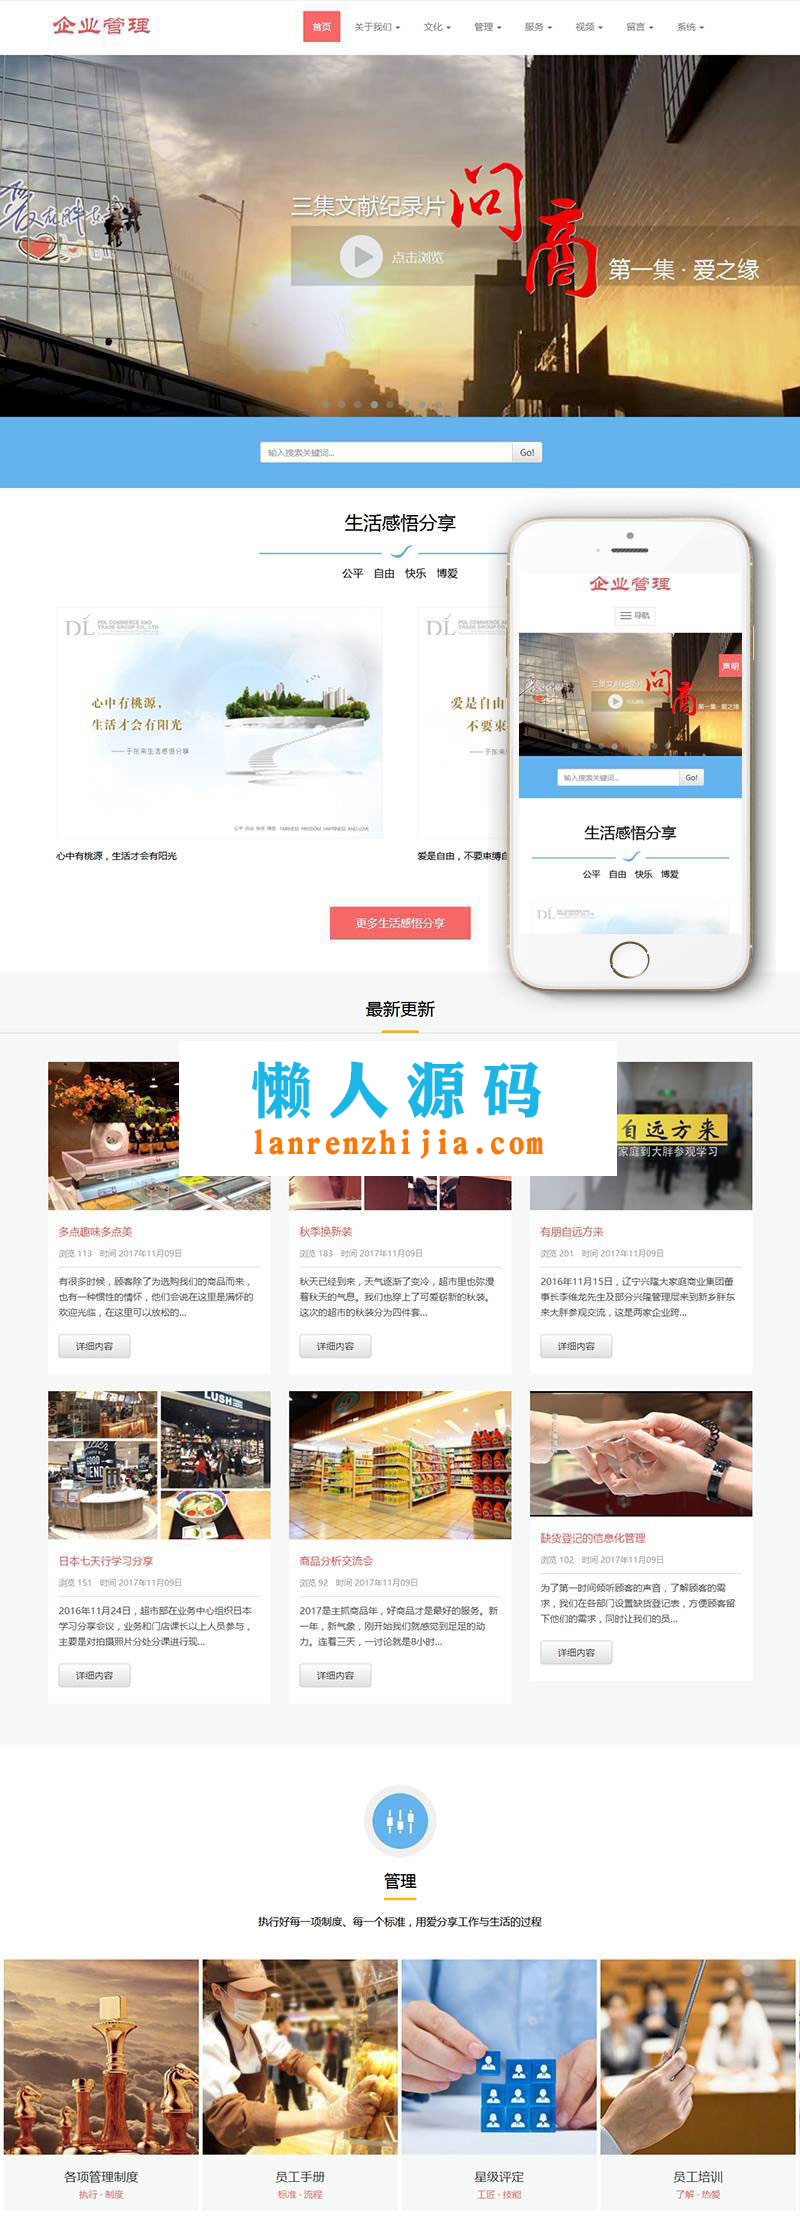 企业管理
首页 关于我们 文化 管理 服务 视频 留言 系统
三集文献纪录片
问商
点击浏览
第一集 · 爱之缘
输入搜索关键词... Go!
生活感悟分享
公平 自由 快乐 博爱
DL PDL COMMERCE AND
TRADE GROUP CO., LTD
心中有桃源，
生活才会有阳光
—— 于东来生活感悟分享
公平 自由 快乐 博爱 FAIRNESS FREEDOM HAPPINESS AND LOVE
心中有桃源，生活才会有阳光
DL PDL COMMERCE AND
TRADE GROUP CO., LTD
爱是自由
不要束
爱是自由，不要束缚自
更多生活感悟分享
企业管理
导航
声明
三集文献纪录片
问商
点击浏览
第一集 · 爱之缘
输入搜索关键词... Go!
生活感悟分享
公平 自由 快乐 博爱
DL
最新更新
懒人源码
lanrenzhijia.com
自远方来
家庭到大胖参观学习
多点趣味多点美
浏览 113 时间 2017年11月09日
有很多时候，顾客除了为选购我们的商品而来，
也有一种惯性的情怀，他们会说在这里是满怀的
欢迎光临，在这里可以放松的...
详细内容
秋季换新装
浏览 183 时间 2017年11月09日
秋天已经到来，天气逐渐了变冷，超市里也弥漫
着秋天的气息。我们也穿上了可爱崭新的秋装。
这次的超市的秋装分为四件套...
详细内容
有朋自远方来
浏览 201 时间 2017年11月09日
2016年11月15日，辽宁兴隆大家庭商业集团董
事长李维龙先生及部分兴隆管理层来到新乡胖东
来大胖参观交流，这是两家企业跨...
详细内容
LUSH
GOOD
日本七天行学习分享
浏览 151 时间 2017年11月09日
2016年11月24日，超市部在业务中心组织日本
学习分享会议，业务和门店课长以上人员参与，
主要是对拍摄照片分处分课进行现...
详细内容
商品分析交流会
浏览 92 时间 2017年11月09日
2017是主抓商品年，好商品才是最好的服务。新
一年，新气象，刚开始我们就感觉到足足的动
力。连着三天，一讨论就是8小时...
详细内容
缺货登记的信息化管理
浏览 102 时间 2017年11月09日
为了第一时间倾听顾客的声音，了解顾客的需
求，我们在各部门设置缺货登记表，方便顾客留
下他们的需求，同时让我们的员...
详细内容
管理
执行好每一项制度、每一个标准，用爱分享工作与生活的过程
各项管理制度
执行 · 制度
员工手册
标准 · 流程
星级评定
工匠 · 技能
员工培训
了解 · 热爱